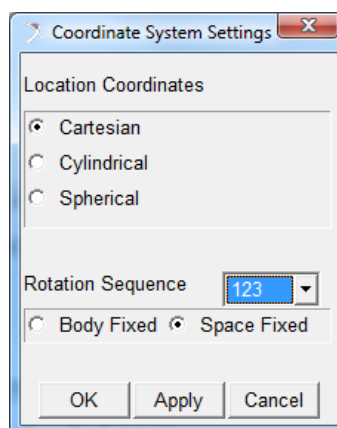 Coordinate System Settings
Location Coordinates
Cartesian
Cylindrical
Spherical
Rotation Sequence 123
Body Fixed Space Fixed
OK Apply Cancel